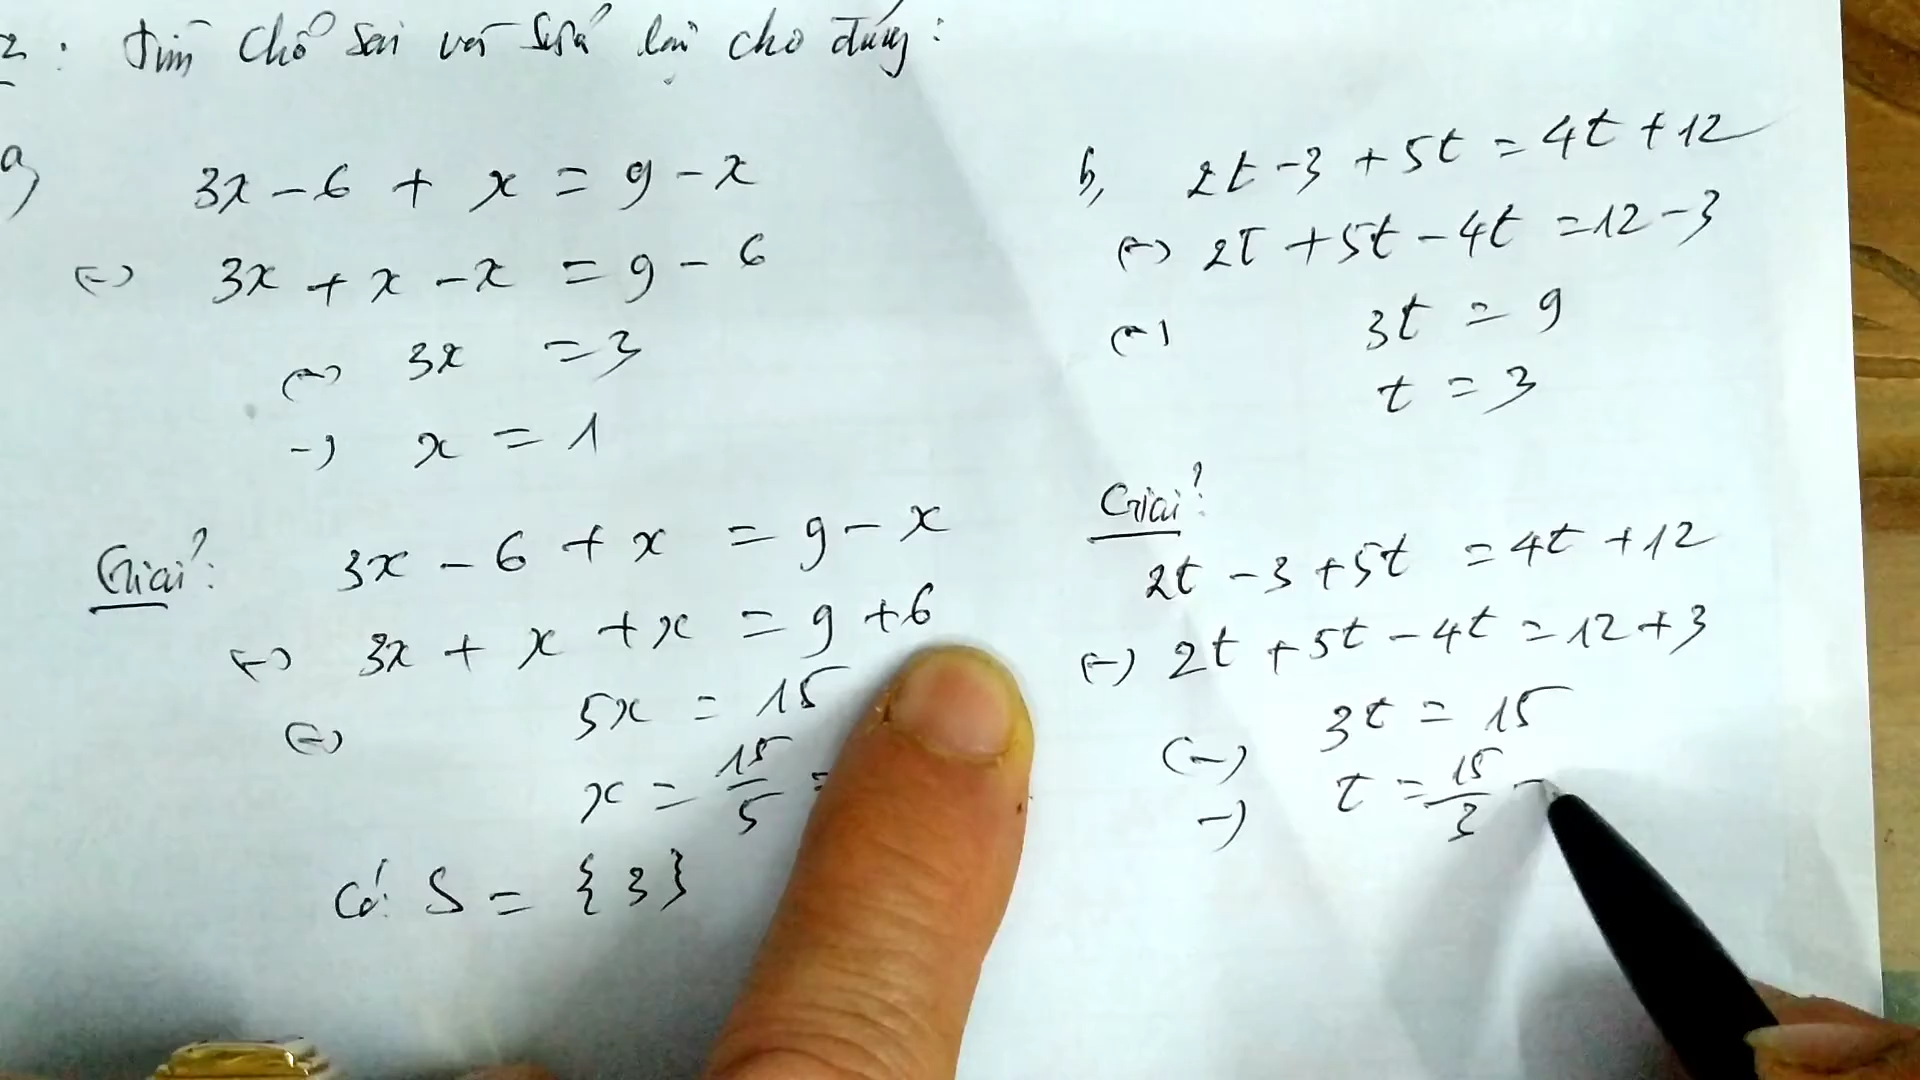 2: Tìm chỗ sai và sửa lại cho đúng:
a,
3x - 6 + x = 9 - x
(=) 3x + x - x = 9 - 6
(=) 3x = 3
=) x = 1
Giải:
3x - 6 + x = 9 - x
(=) 3x + x + x = 9 + 6
(=) 5x = 15
x = 15/5 =
Có: S = {3}
b, 2t - 3 + 5t = 4t + 12
(=) 2t + 5t - 4t = 12 - 3
(=) 3t = 9
t = 3
Giải:
2t - 3 + 5t = 4t + 12
(=) 2t + 5t - 4t = 12 + 3
(=) 3t = 15
=) t = 15/3 =